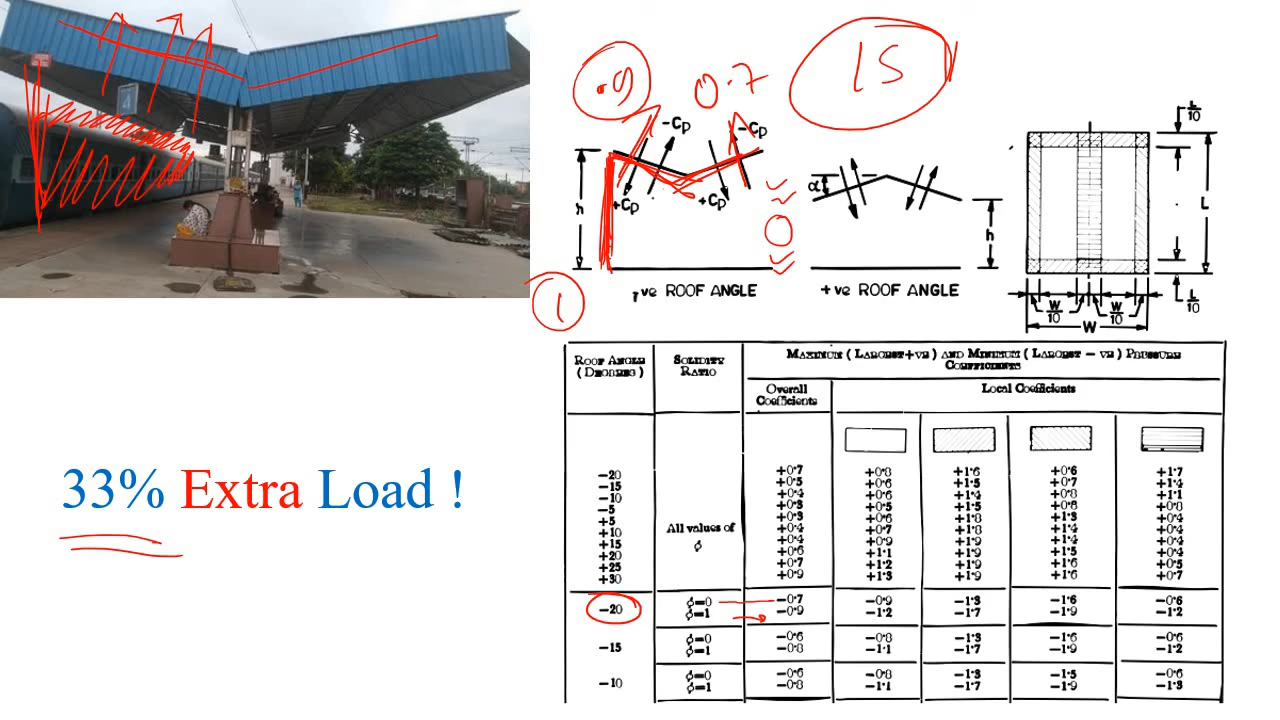 4
.9
0.7
15
-Cp
-Cp
+Cp
+Cp
h
α
h
L/10
L
L/10
W/10
W/10
W
0
1
-ve ROOF ANGLE
+ve ROOF ANGLE
33% Extra Load !
ROOF ANGLE (DEGREES)
SOLIDITY RATIO
MAXIMUM ( LARGEST +VE ) AND MINIMUM ( LARGEST - VE ) PRESSURE COEFFICIENTS
Overall Coefficients
Local Coefficients
-20 +0·7 +0·8 +1·6 +0·6 +1·7
-15 +0·5 +0·6 +1·5 +0·7 +1·4
-10 +0·4 +0·6 +1·4 +0·8 +1·1
-5 +0·3 +0·5 +1·5 +0·8 +0·8
+5 +0·3 +0·6 +1·8 +1·3 +0·4
+10 +0·4 +0·7 +1·8 +1·4 +0·4
+15 +0·4 +0·9 +1·9 +1·4 +0·4
+20 +0·6 +1·1 +1·9 +1·5 +0·4
+25 +0·7 +1·2 +1·9 +1·6 +0·5
+30 +0·9 +1·3 +1·9 +1·6 +0·7
All values of
φ
-20
φ=0 -0·7 -0·9 -1·3 -1·6 -0·6
φ=1 -0·9 -1·2 -1·7 -1·9 -1·2
-15
φ=0 -0·6 -0·8 -1·3 -1·6 -0·6
φ=1 -0·8 -1·1 -1·7 -1·9 -1·2
-10
φ=0 -0·6 -0·8 -1·3 -1·5 -0·6
φ=1 -0·8 -1·1 -1·7 -1·9 -1·3